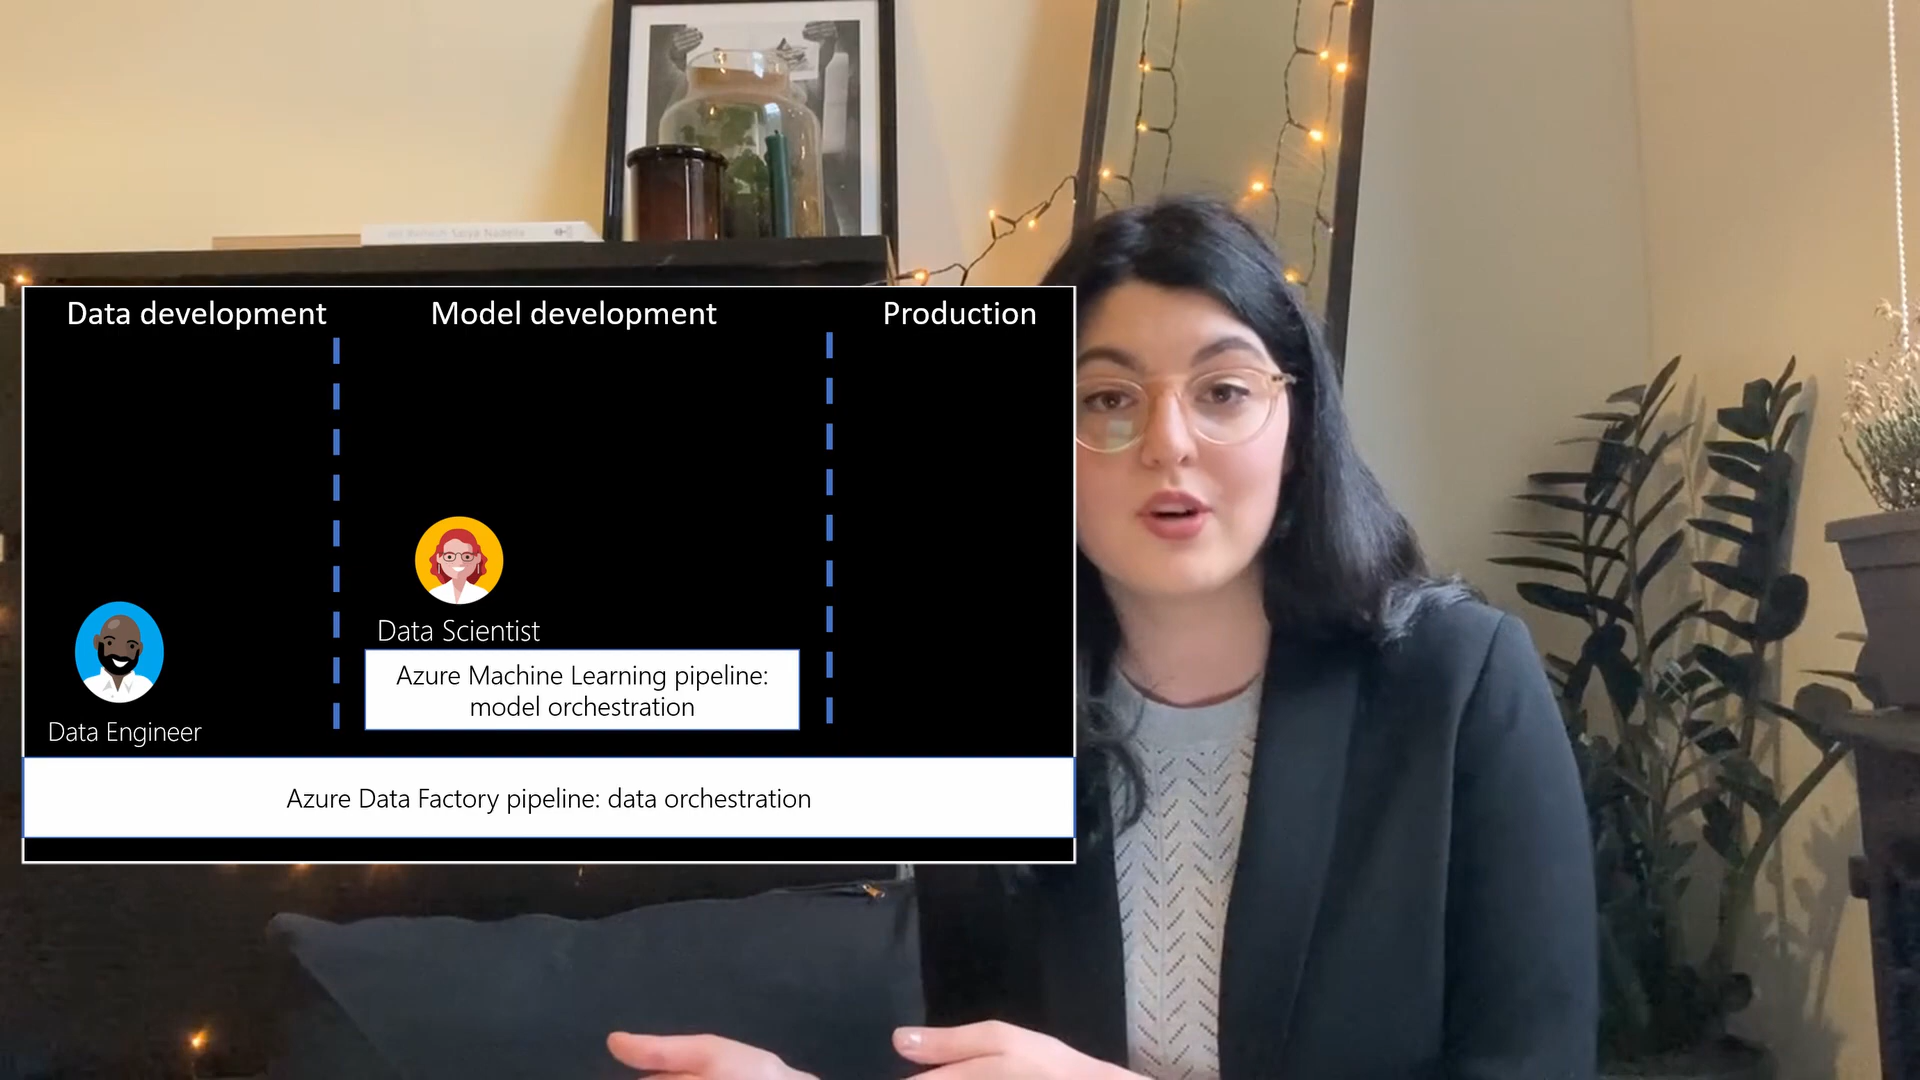 Data development
Model development
Production
Data Scientist
Azure Machine Learning pipeline:
model orchestration
Data Engineer
Azure Data Factory pipeline: data orchestration